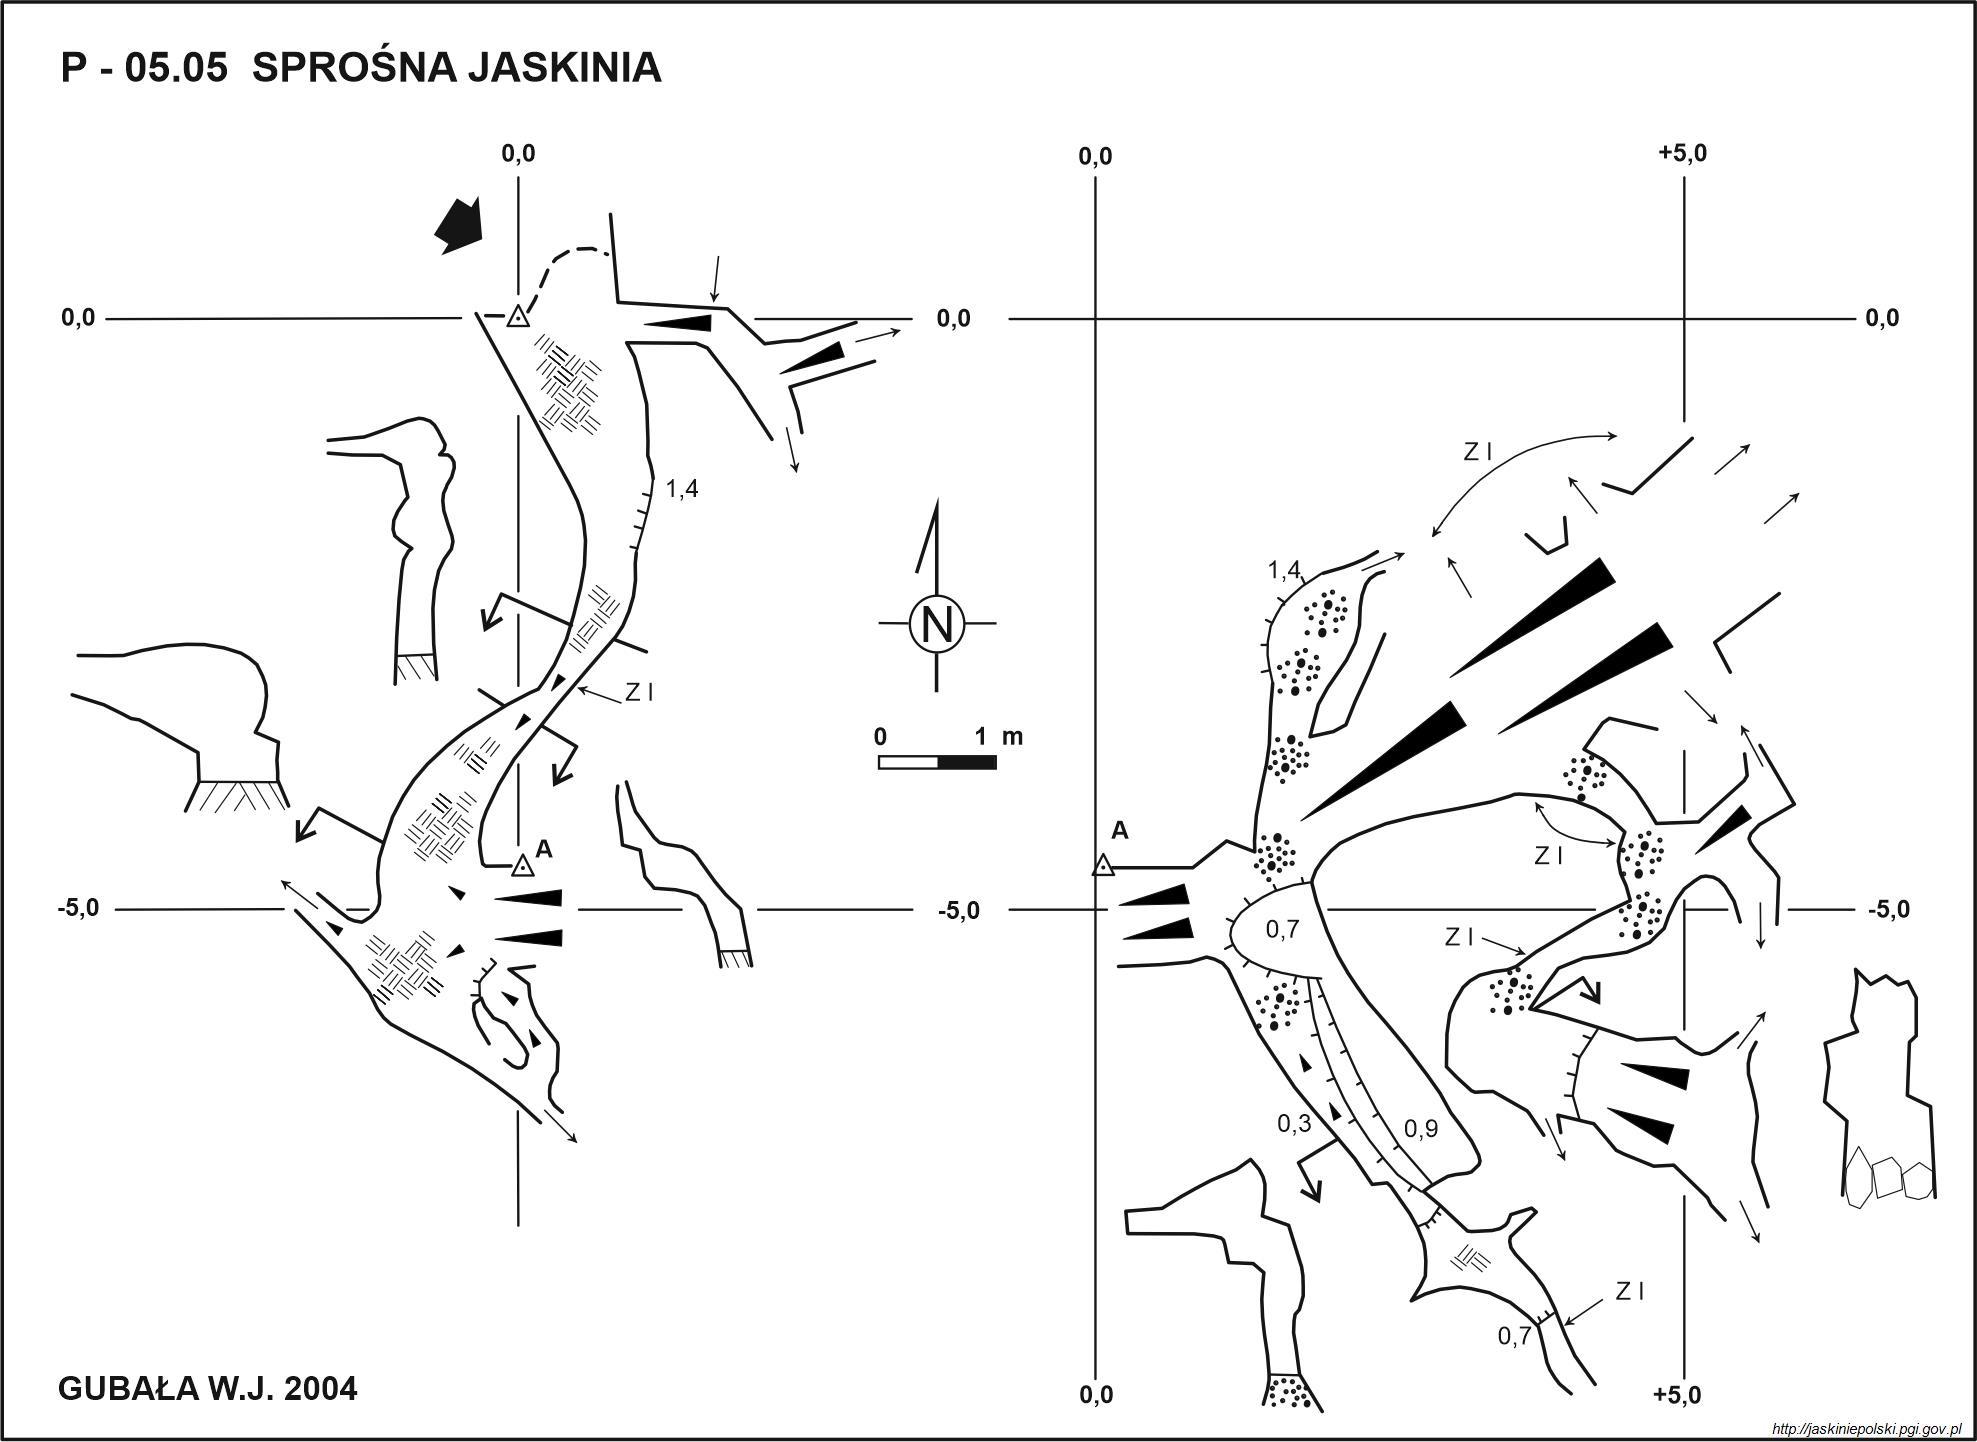 P - 05.05 SPROŚNA JASKINIA
0,0
0,0
+5,0
0,0
0,0
0,0
Z I
1,4
1,4
N
Z I
0 1 m
A
A
Z I
-5,0
-5,0
-5,0
0,7
Z I
0,3
0,9
Z I
0,7
GUBAŁA W.J. 2004
0,0
+5,0
http://jaskiniepolski.pgi.gov.pl